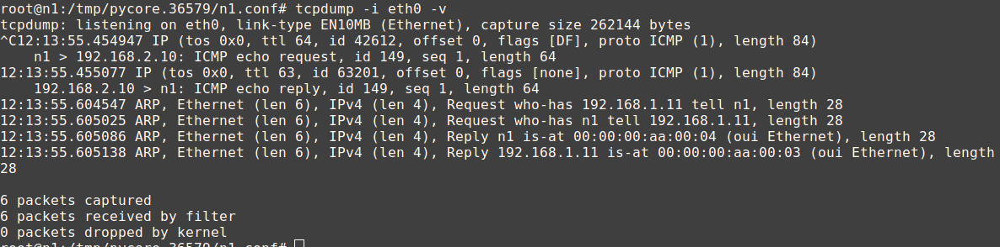 root@n1:/tmp/pycore.36579/n1.conf# tcpdump -i eth0 -v
tcpdump: listening on eth0, link-type EN10MB (Ethernet), capture size 262144 bytes
^C12:13:55.454947 IP (tos 0x0, ttl 64, id 42612, offset 0, flags [DF], proto ICMP (1), length 84)
    n1 > 192.168.2.10: ICMP echo request, id 149, seq 1, length 64
12:13:55.455077 IP (tos 0x0, ttl 63, id 63201, offset 0, flags [none], proto ICMP (1), length 84)
    192.168.2.10 > n1: ICMP echo reply, id 149, seq 1, length 64
12:13:55.604547 ARP, Ethernet (len 6), IPv4 (len 4), Request who-has 192.168.1.11 tell n1, length 28
12:13:55.605025 ARP, Ethernet (len 6), IPv4 (len 4), Request who-has n1 tell 192.168.1.11, length 28
12:13:55.605086 ARP, Ethernet (len 6), IPv4 (len 4), Reply n1 is-at 00:00:00:aa:00:04 (oui Ethernet), length 28
12:13:55.605138 ARP, Ethernet (len 6), IPv4 (len 4), Reply 192.168.1.11 is-at 00:00:00:aa:00:03 (oui Ethernet), length
28
6 packets captured
6 packets received by filter
0 packets dropped by kernel
root@n1:/tmp/pycore.36579/n1.conf#